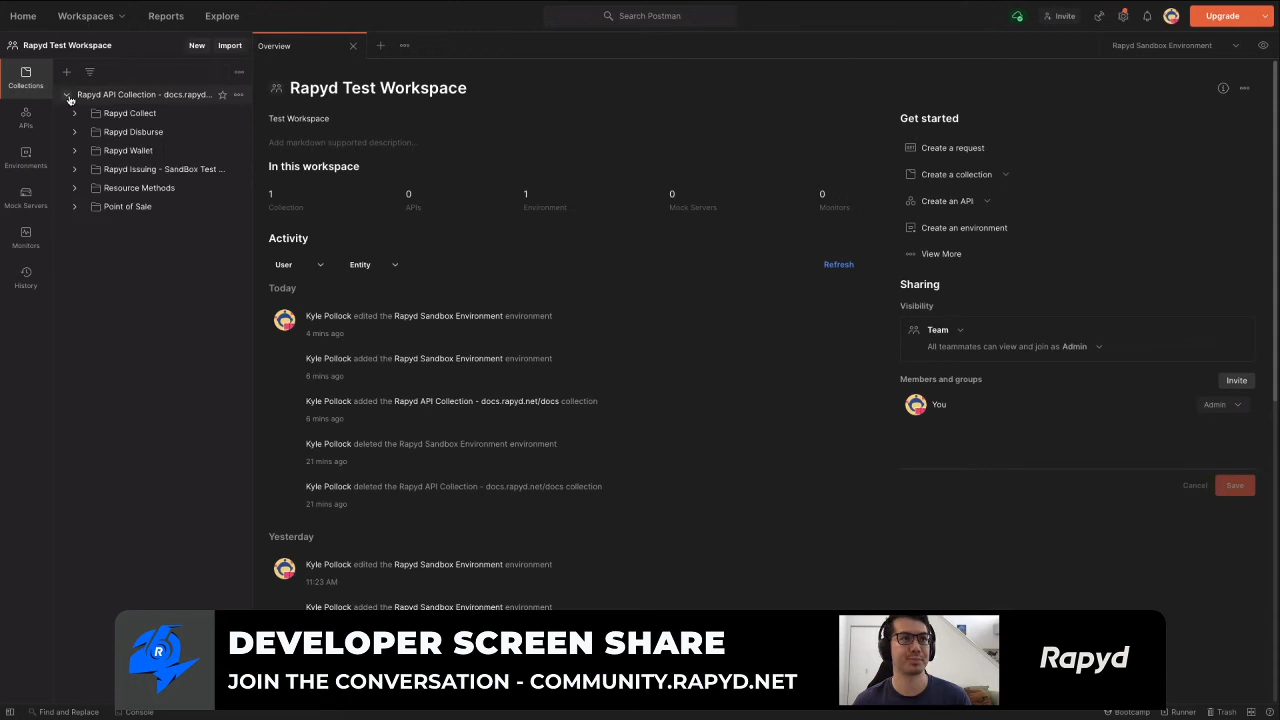 Home
Workspaces
Reports
Explore
Search Postman
Invite
Upgrade
Rapyd Test Workspace
New
Import
Overview
Rapyd Sandbox Environment
Collections
APIs
Environments
Mock Servers
Monitors
History
Rapyd API Collection - docs.rapyd...
Rapyd Collect
Rapyd Disburse
Rapyd Wallet
Rapyd Issuing - SandBox Test ...
Resource Methods
Point of Sale
Rapyd Test Workspace
Test Workspace
Add markdown supported description...
In this workspace
1
0
1
0
0
Collection
APIs
Environment
Mock Servers
Monitors
Activity
User
Entity
Refresh
Today
Kyle Pollock edited the Rapyd Sandbox Environment environment
4 mins ago
Kyle Pollock added the Rapyd Sandbox Environment environment
6 mins ago
Kyle Pollock added the Rapyd API Collection - docs.rapyd.net/docs collection
6 mins ago
Kyle Pollock deleted the Rapyd Sandbox Environment environment
21 mins ago
Kyle Pollock deleted the Rapyd API Collection - docs.rapyd.net/docs collection
21 mins ago
Yesterday
Kyle Pollock edited the Rapyd Sandbox Environment environment
11:23 AM
Kyle Pollock added the Rapyd Sandbox Environment environment
Get started
Create a request
Create a collection
Create an API
Create an environment
View More
Sharing
Visibility
Team
All teammates can view and join as Admin
Members and groups
Invite
You
Admin
Cancel
Save
R
DEVELOPER SCREEN SHARE
JOIN THE CONVERSATION - COMMUNITY.RAPYD.NET
Rapyd
Find and Replace
Console
Bootcamp
Runner
Trash